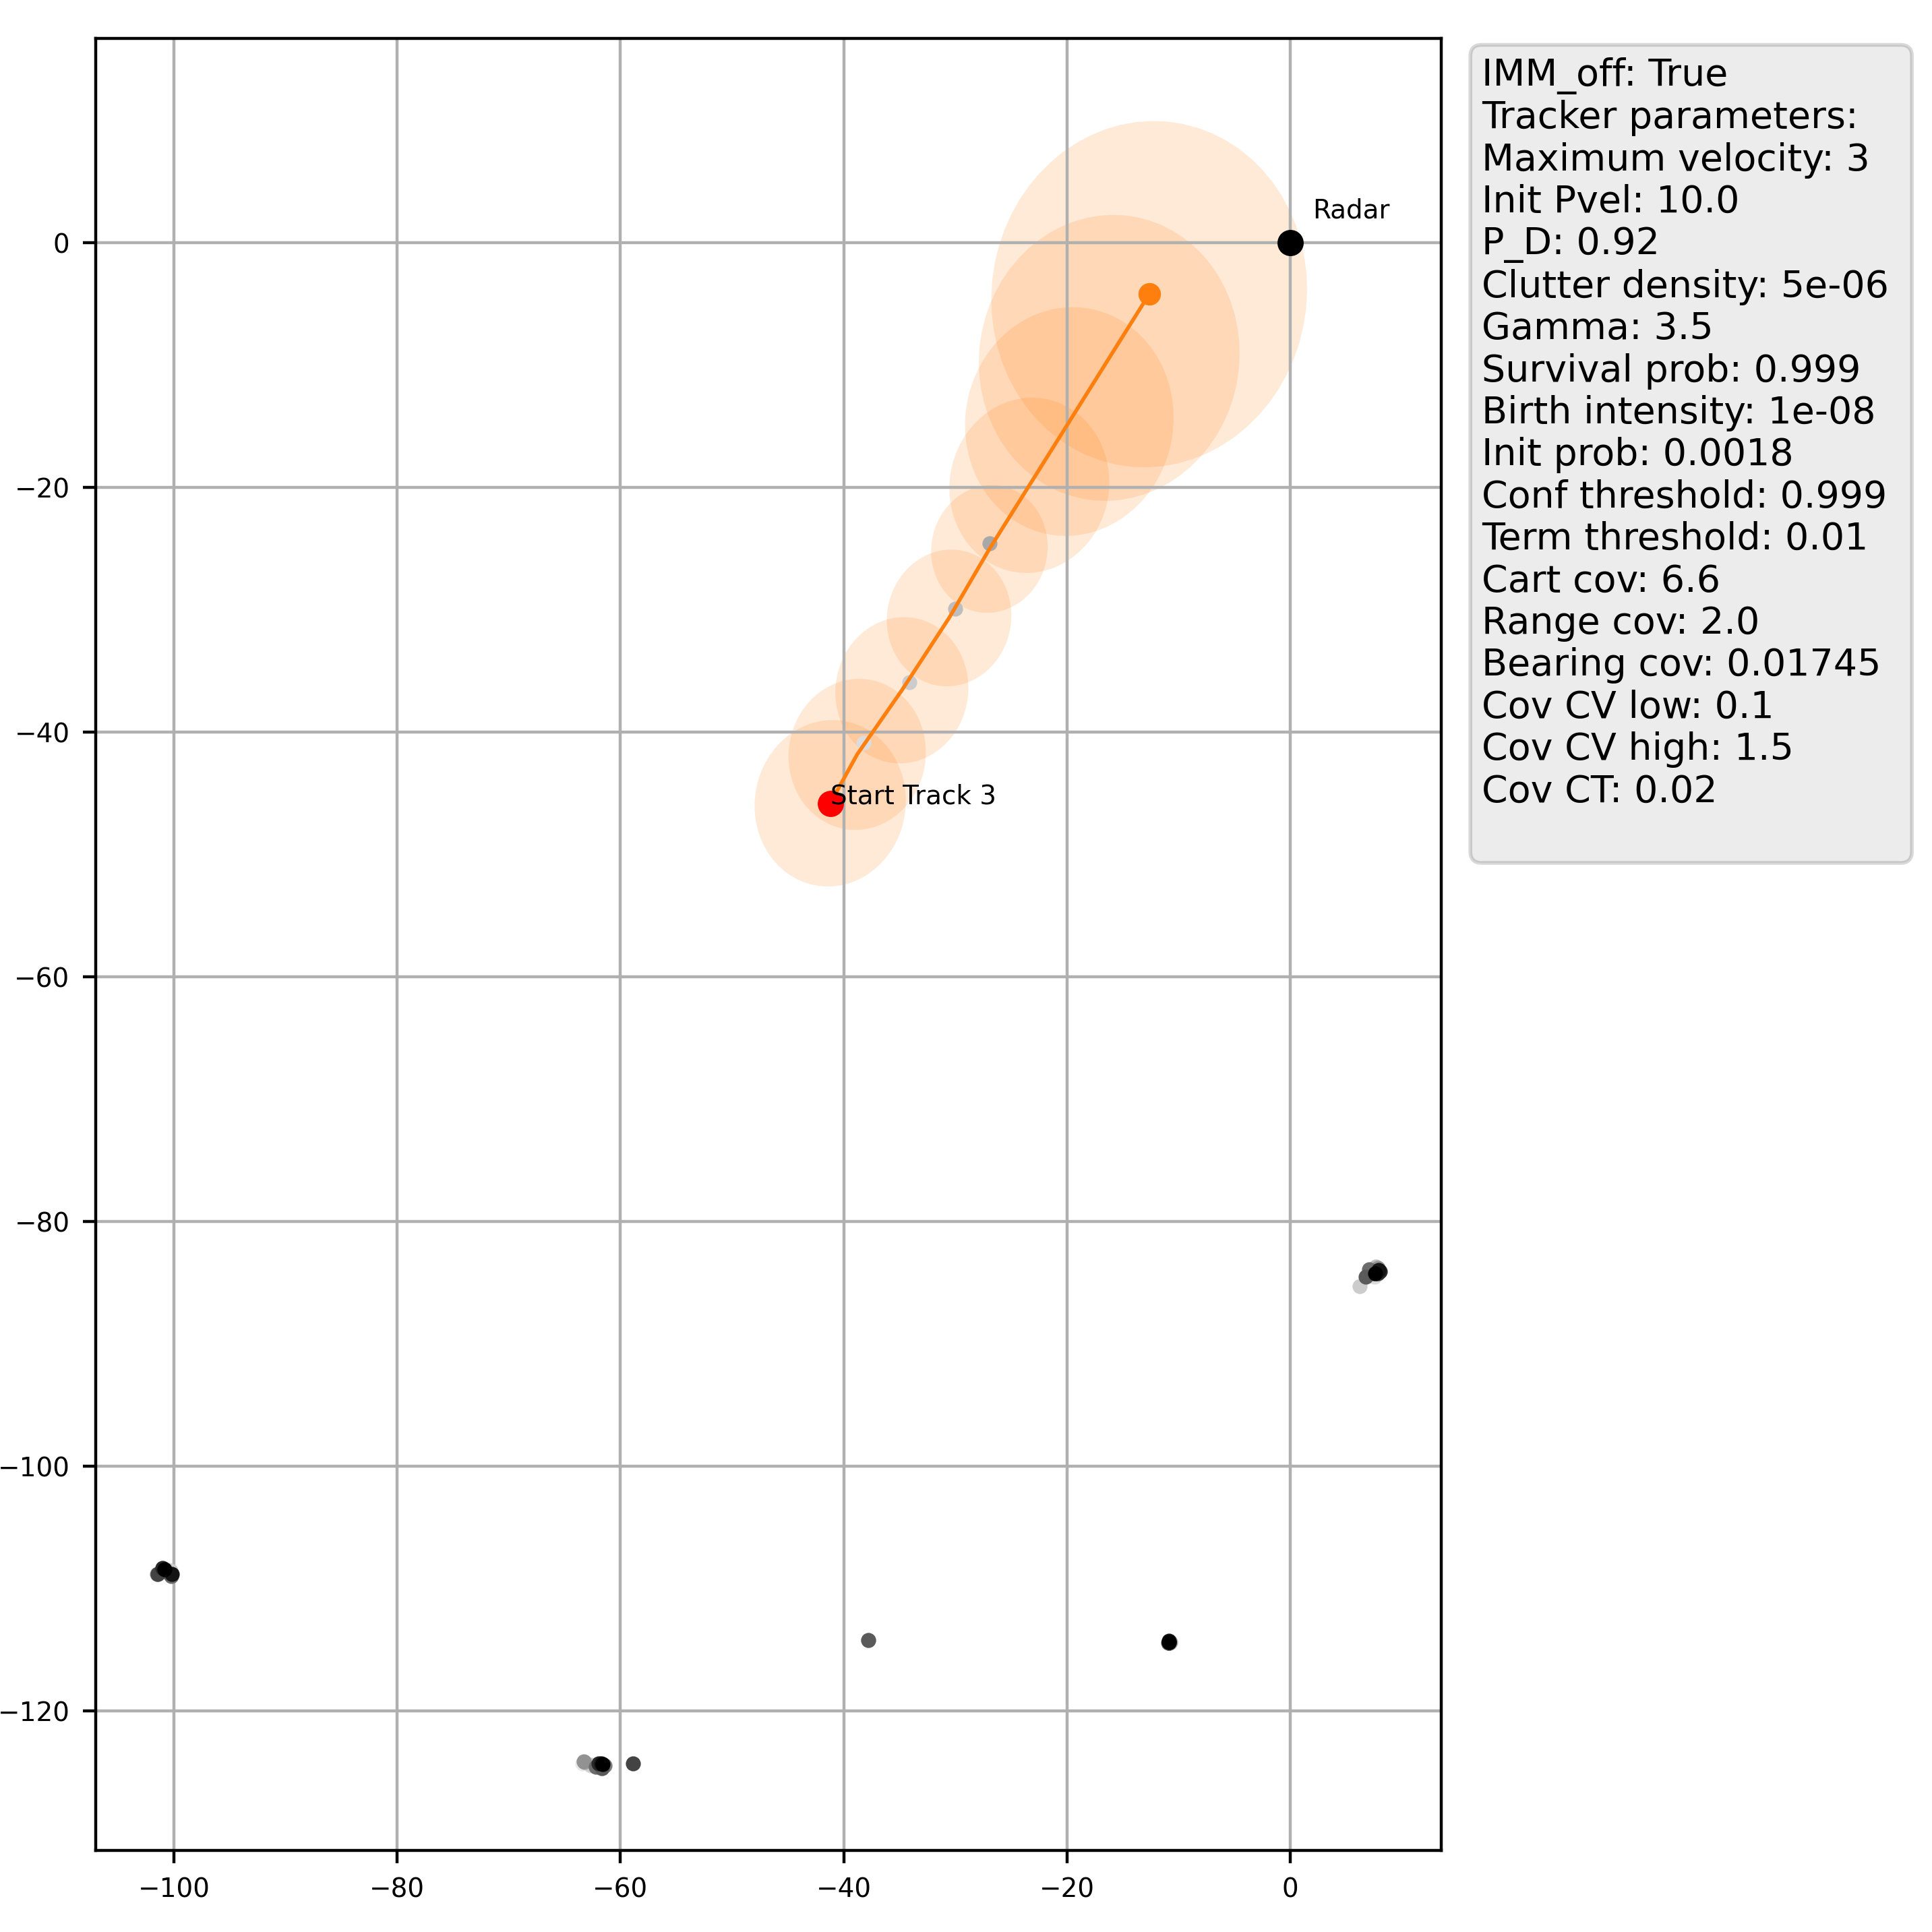 IMM_off: True
Tracker parameters:
Maximum velocity: 3
Init Pvel: 10.0
P_D: 0.92
Clutter density: 5e-06
Gamma: 3.5
Survival prob: 0.999
Birth intensity: 1e-08
Init prob: 0.0018
Conf threshold: 0.999
Term threshold: 0.01
Cart cov: 6.6
Range cov: 2.0
Bearing cov: 0.01745
Cov CV low: 0.1
Cov CV high: 1.5
Cov CT: 0.02
Radar
Start Track 3
0
−20
−40
−60
−80
−100
−120
−100 −80 −60 −40 −20 0